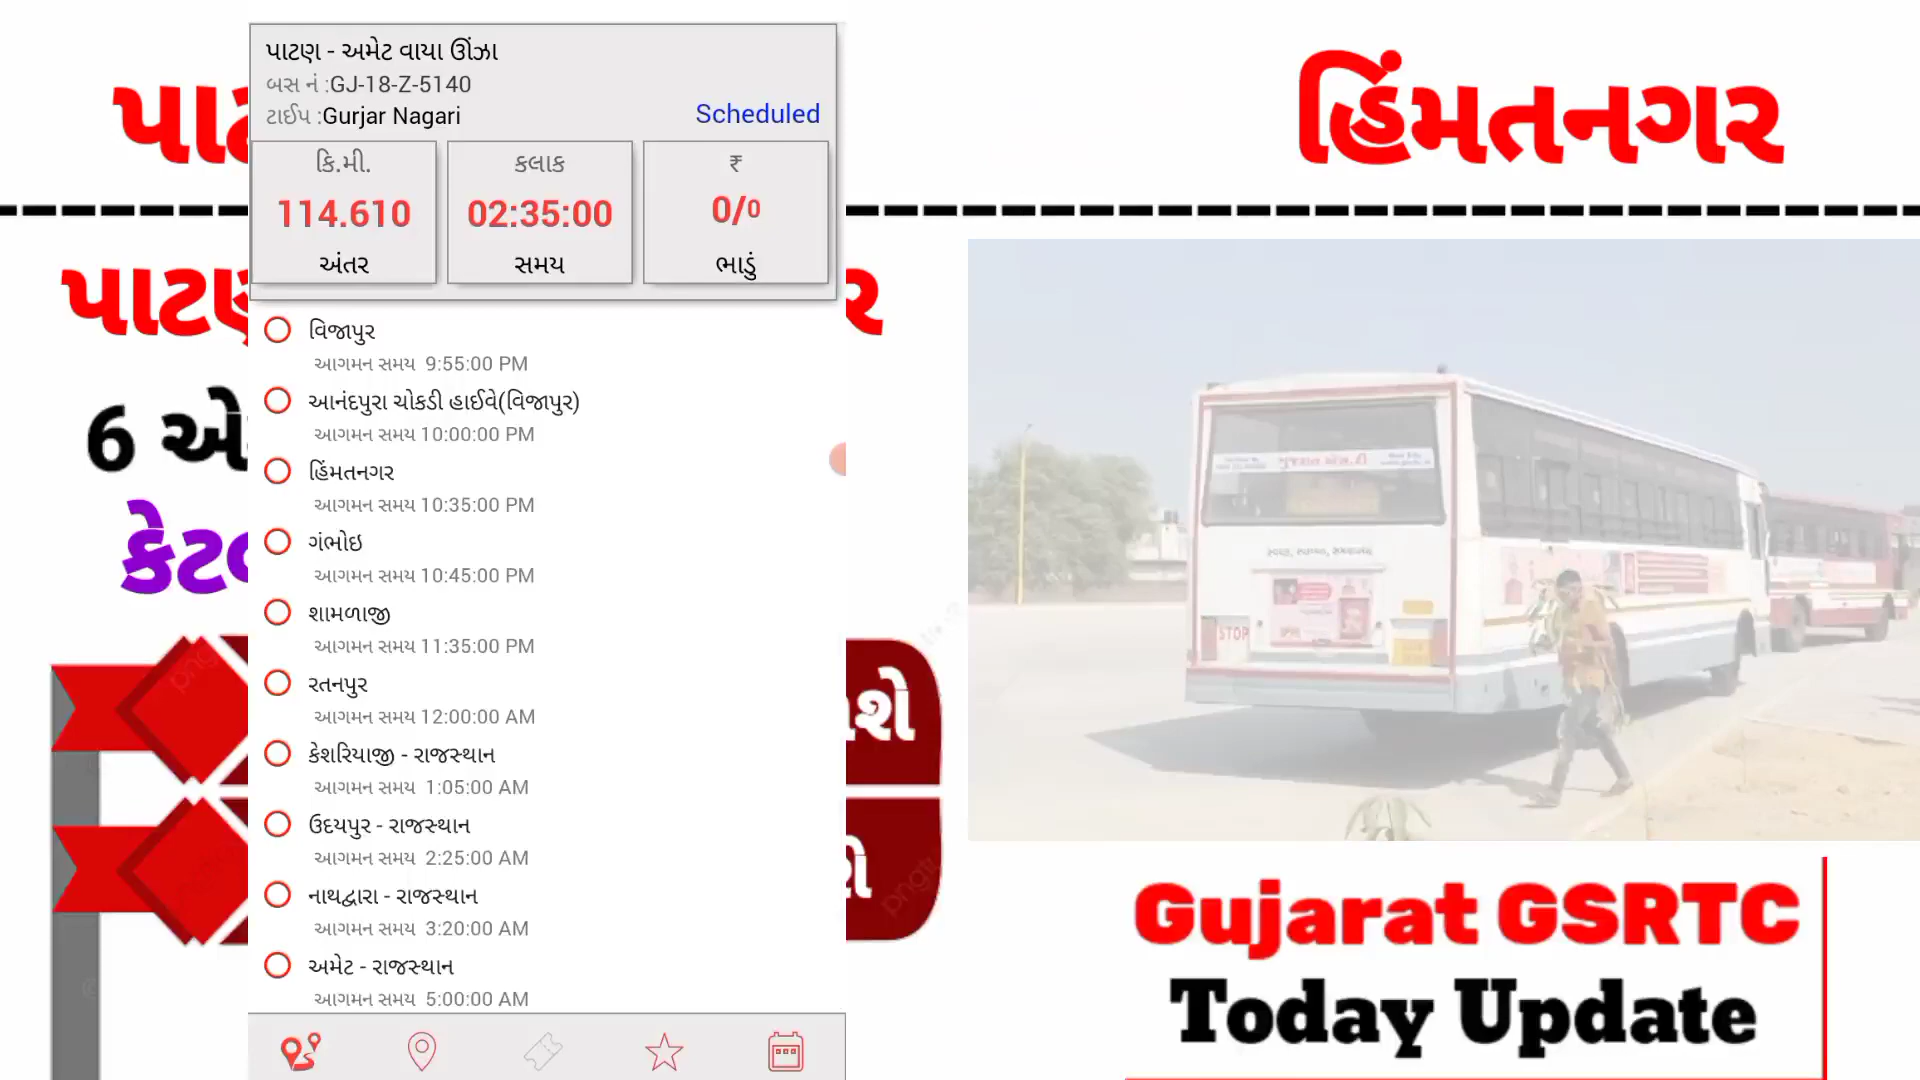 પાટણ - અમેટ વાયા ઊંઝા
બસ નં :GJ-18-Z-5140
ટાઈપ :Gurjar Nagari
Scheduled
કિ.મી.
114.610
અંતર
કલાક
02:35:00
સમય
₹
0/0
ભાડું
વિજાપુર
આગમન સમય 9:55:00 PM
આનંદપુરા ચોકડી હાઈવે(વિજાપુર)
આગમન સમય 10:00:00 PM
હિંમતનગર
આગમન સમય 10:35:00 PM
ગંભોઇ
આગમન સમય 10:45:00 PM
શામળાજી
આગમન સમય 11:35:00 PM
રતનપુર
આગમન સમય 12:00:00 AM
કેશરિયાજી - રાજસ્થાન
આગમન સમય 1:05:00 AM
ઉદયપુર - રાજસ્થાન
આગમન સમય 2:25:00 AM
નાથદ્વારા - રાજસ્થાન
આગમન સમય 3:20:00 AM
અમેટ - રાજસ્થાન
આગમન સમય 5:00:00 AM
હિંમતનગર
6
STOP
Gujarat GSRTC
Today Update